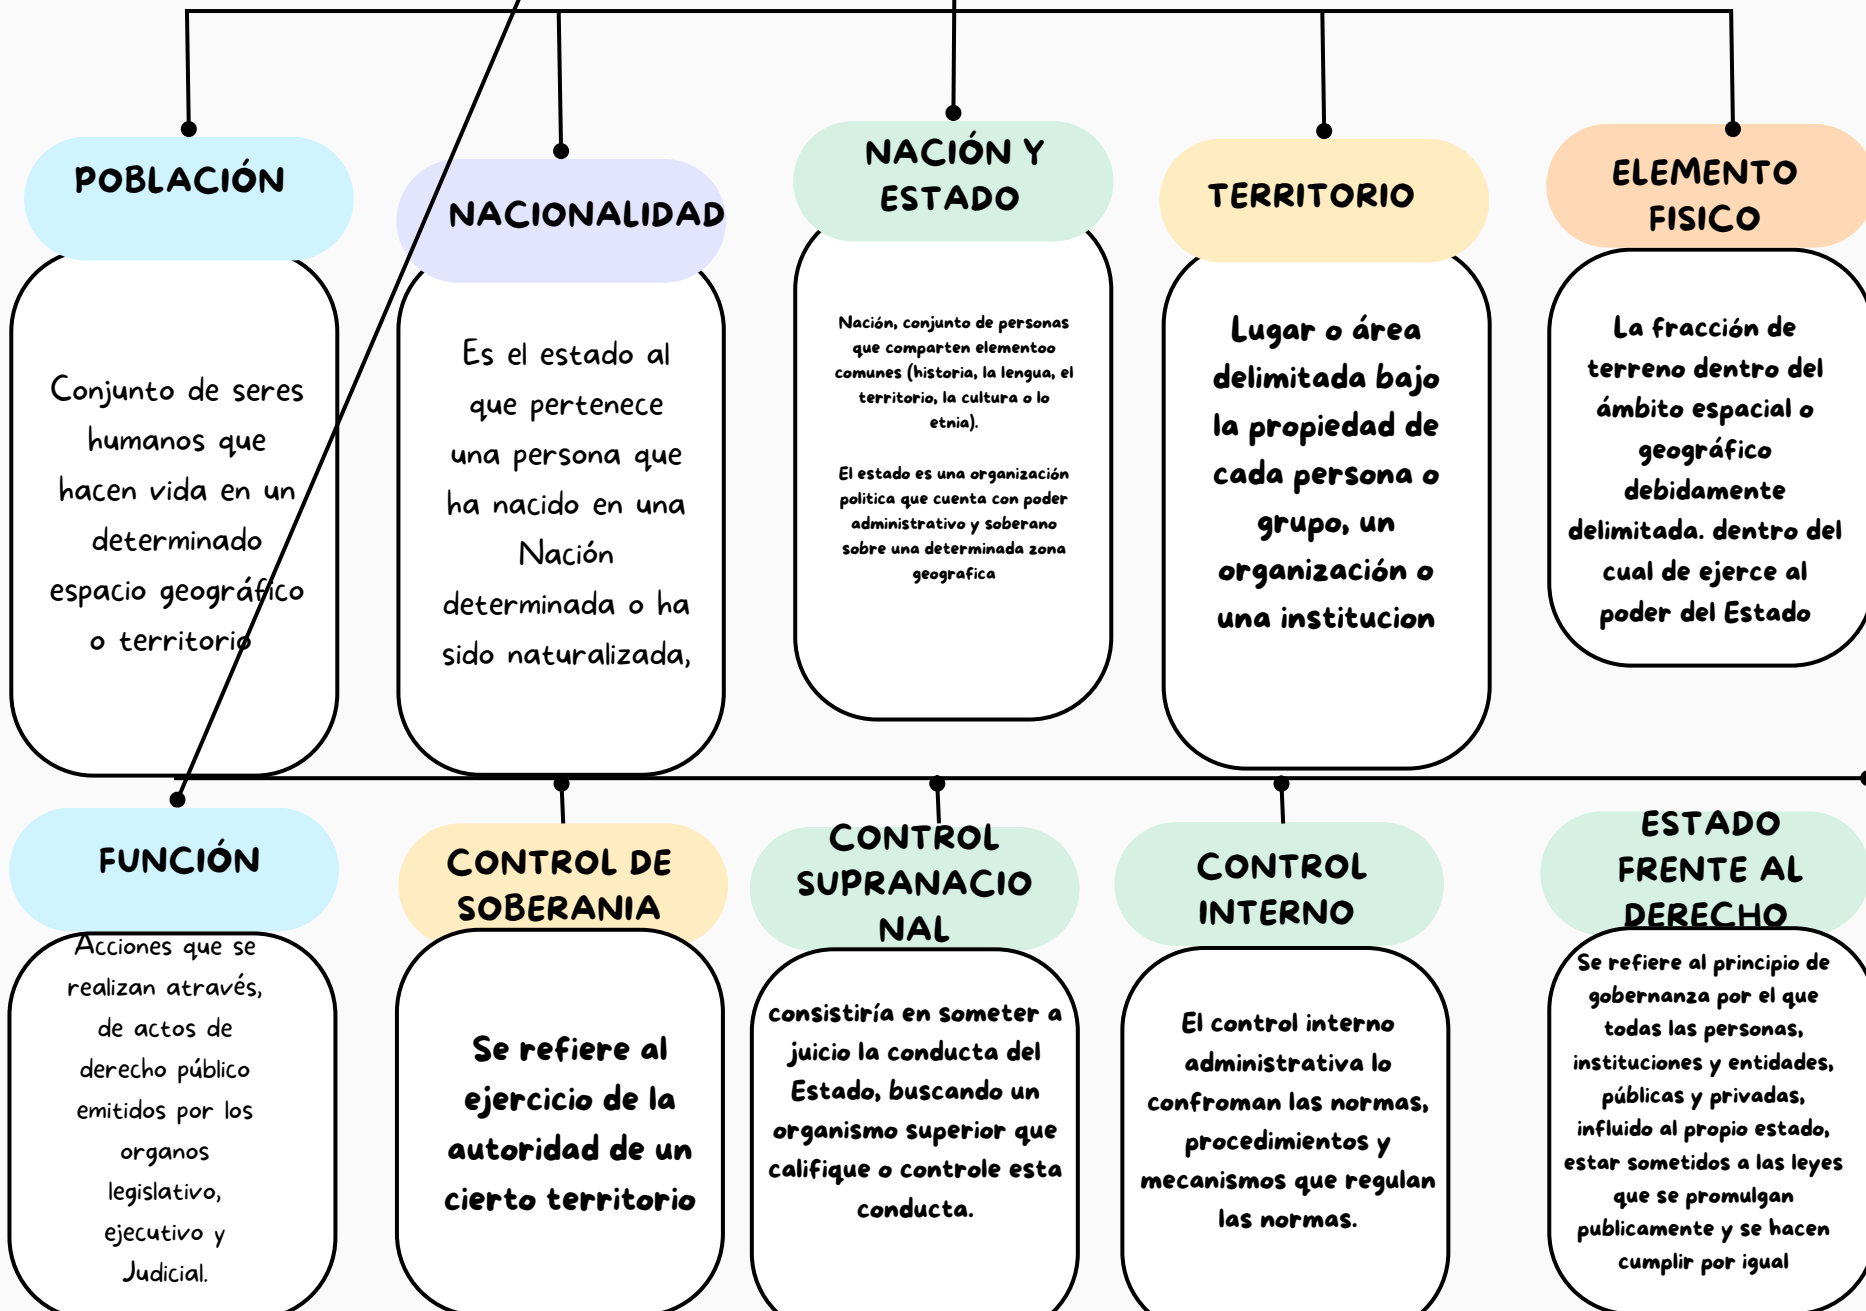 POBLACIÓN
Conjunto de seres
humanos que
hacen vida en un
determinado
espacio geográfico
o territorio
NACIONALIDAD
Es el estado al
que pertenece
una persona que
ha nacido en una
Nación
determinada o ha
sido naturalizada,
NACIÓN Y
ESTADO
Nación, conjunto de personas
que comparten elementoo
comunes (historia, la lengua, el
territorio, la cultura o lo
etnia).
El estado es una organización
politica que cuenta con poder
administrativo y soberano
sobre una determinada zona
geografica
TERRITORIO
Lugar o área
delimitada bajo
la propiedad de
cada persona o
grupo, un
organización o
una institucion
ELEMENTO
FISICO
La fracción de
terreno dentro del
ámbito espacial o
geográfico
debidamente
delimitada. dentro del
cual de ejerce al
poder del Estado
FUNCIÓN
Acciones que se
realizan através,
de actos de
derecho público
emitidos por los
organos
legislativo,
ejecutivo y
Judicial.
CONTROL DE
SOBERANIA
Se refiere al
ejercicio de la
autoridad de un
cierto territorio
CONTROL
SUPRANACIO
NAL
consistiría en someter a
juicio la conducta del
Estado, buscando un
organismo superior que
califique o controle esta
conducta.
CONTROL
INTERNO
El control interno
administrativa lo
confroman las normas,
procedimientos y
mecanismos que regulan
las normas.
ESTADO
FRENTE AL
DERECHO
Se refiere al principio de
gobernanza por el que
todas las personas,
instituciones y entidades,
públicas y privadas,
influido al propio estado,
estar sometidos a las leyes
que se promulgan
publicamente y se hacen
cumplir por igual